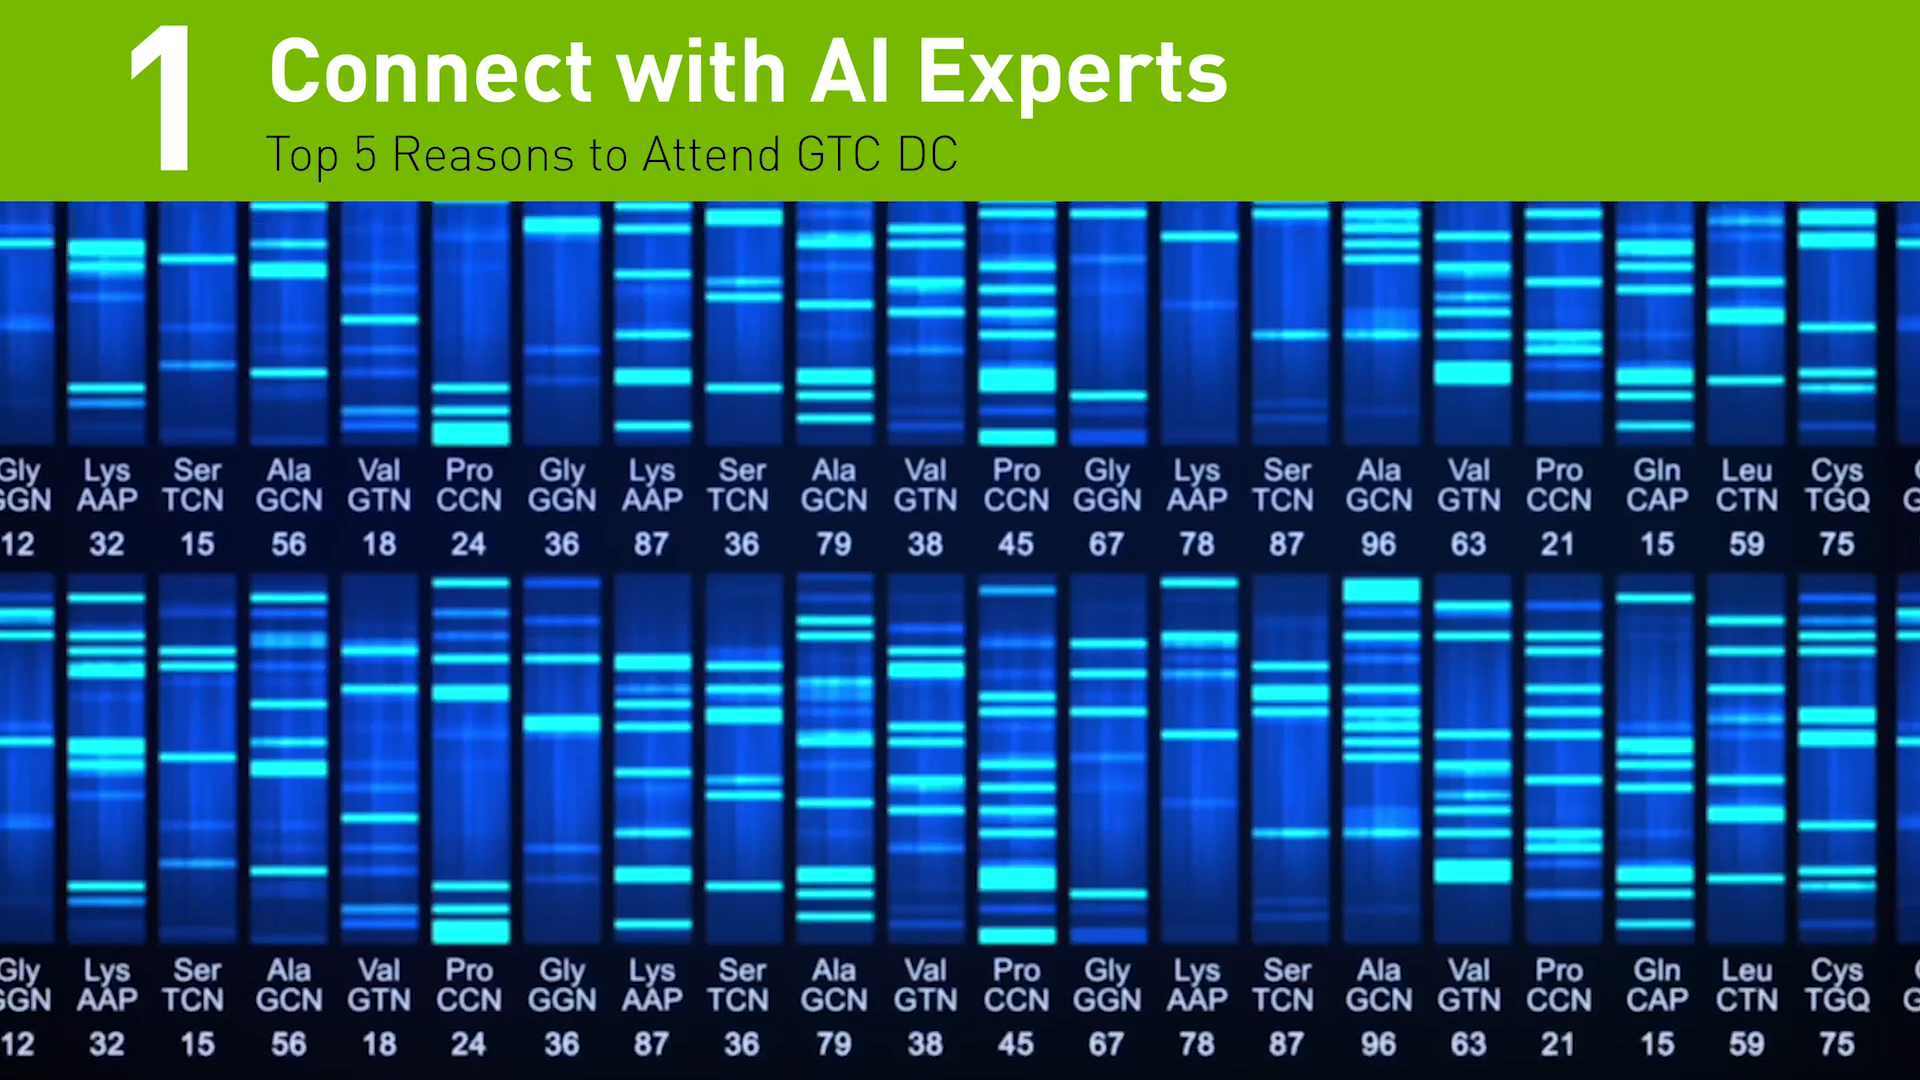 1
Connect with AI Experts
Top 5 Reasons to Attend GTC DC
Gly Lys Ser Ala Val Pro Gly Lys Ser Ala Val Pro Gly Lys Ser Ala Val Pro Gln Leu Cys
GGN AAP TCN GCN GTN CCN GGN AAP TCN GCN GTN CCN GGN AAP TCN GCN GTN CCN CAP CTN TGQ
12 32 15 56 18 24 36 87 36 79 38 45 67 78 87 96 63 21 15 59 75
Gly Lys Ser Ala Val Pro Gly Lys Ser Ala Val Pro Gly Lys Ser Ala Val Pro Gln Leu Cys
GGN AAP TCN GCN GTN CCN GGN AAP TCN GCN GTN CCN GGN AAP TCN GCN GTN CCN CAP CTN TGQ
12 32 15 56 18 24 36 87 36 79 38 45 67 78 87 96 63 21 15 59 75